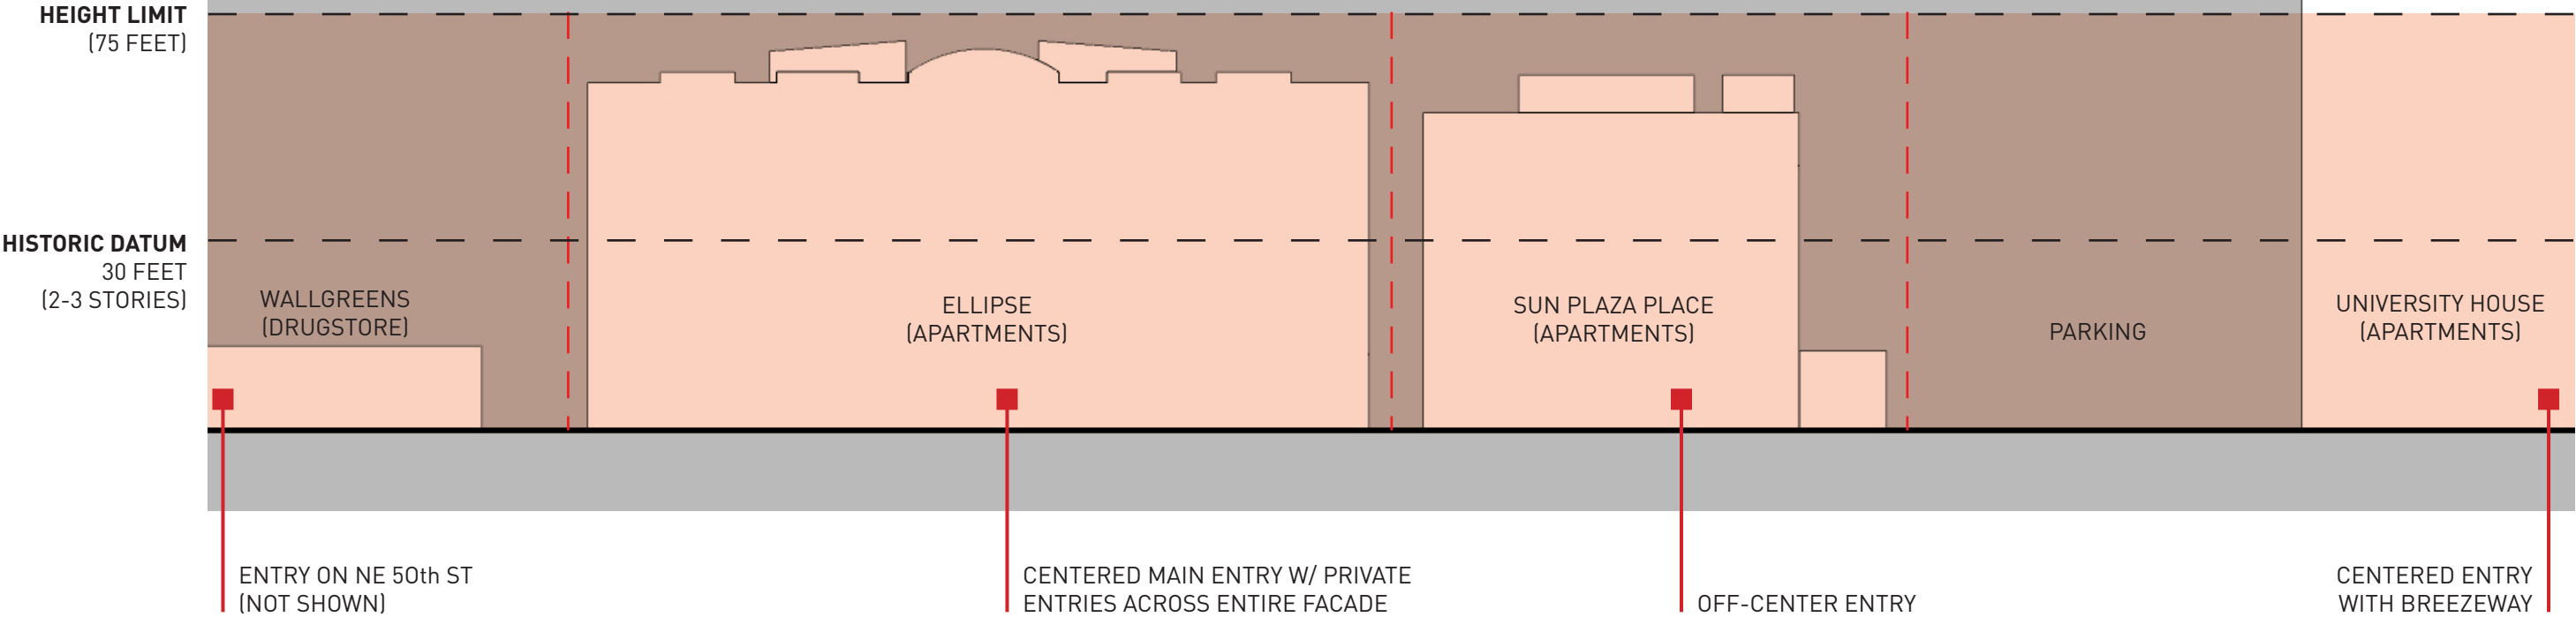 HEIGHT LIMIT
(75 FEET)
HISTORIC DATUM
30 FEET
(2-3 STORIES)
WALLGREENS
(DRUGSTORE)
ELLIPSE
(APARTMENTS)
SUN PLAZA PLACE
(APARTMENTS)
PARKING
UNIVERSITY HOUSE
(APARTMENTS)
ENTRY ON NE 50th ST
(NOT SHOWN)
CENTERED MAIN ENTRY W/ PRIVATE
ENTRIES ACROSS ENTIRE FACADE
OFF-CENTER ENTRY
CENTERED ENTRY
WITH BREEZEWAY